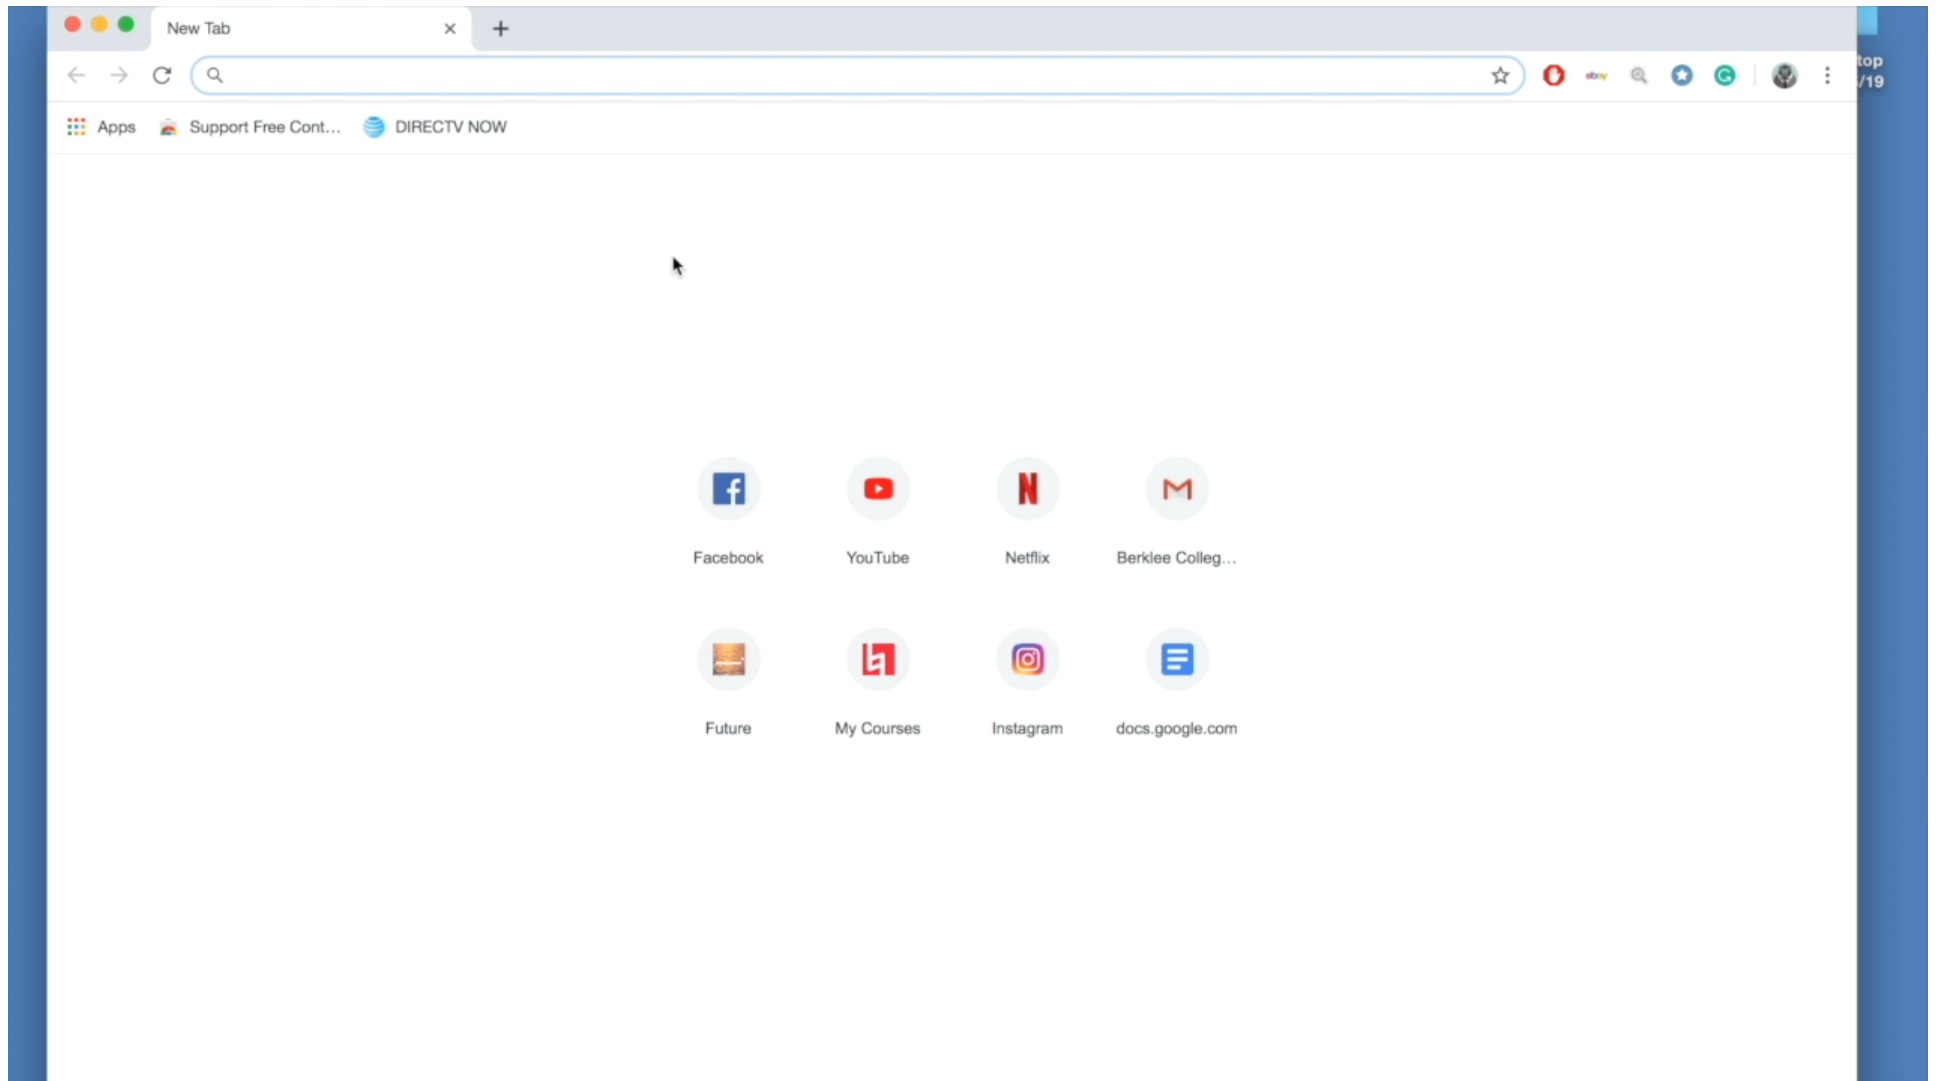 New Tab
top
/19
ebay
Apps
Support Free Cont...
DIRECTV NOW
Facebook
YouTube
Netflix
Berklee Colleg...
Future
My Courses
Instagram
docs.google.com